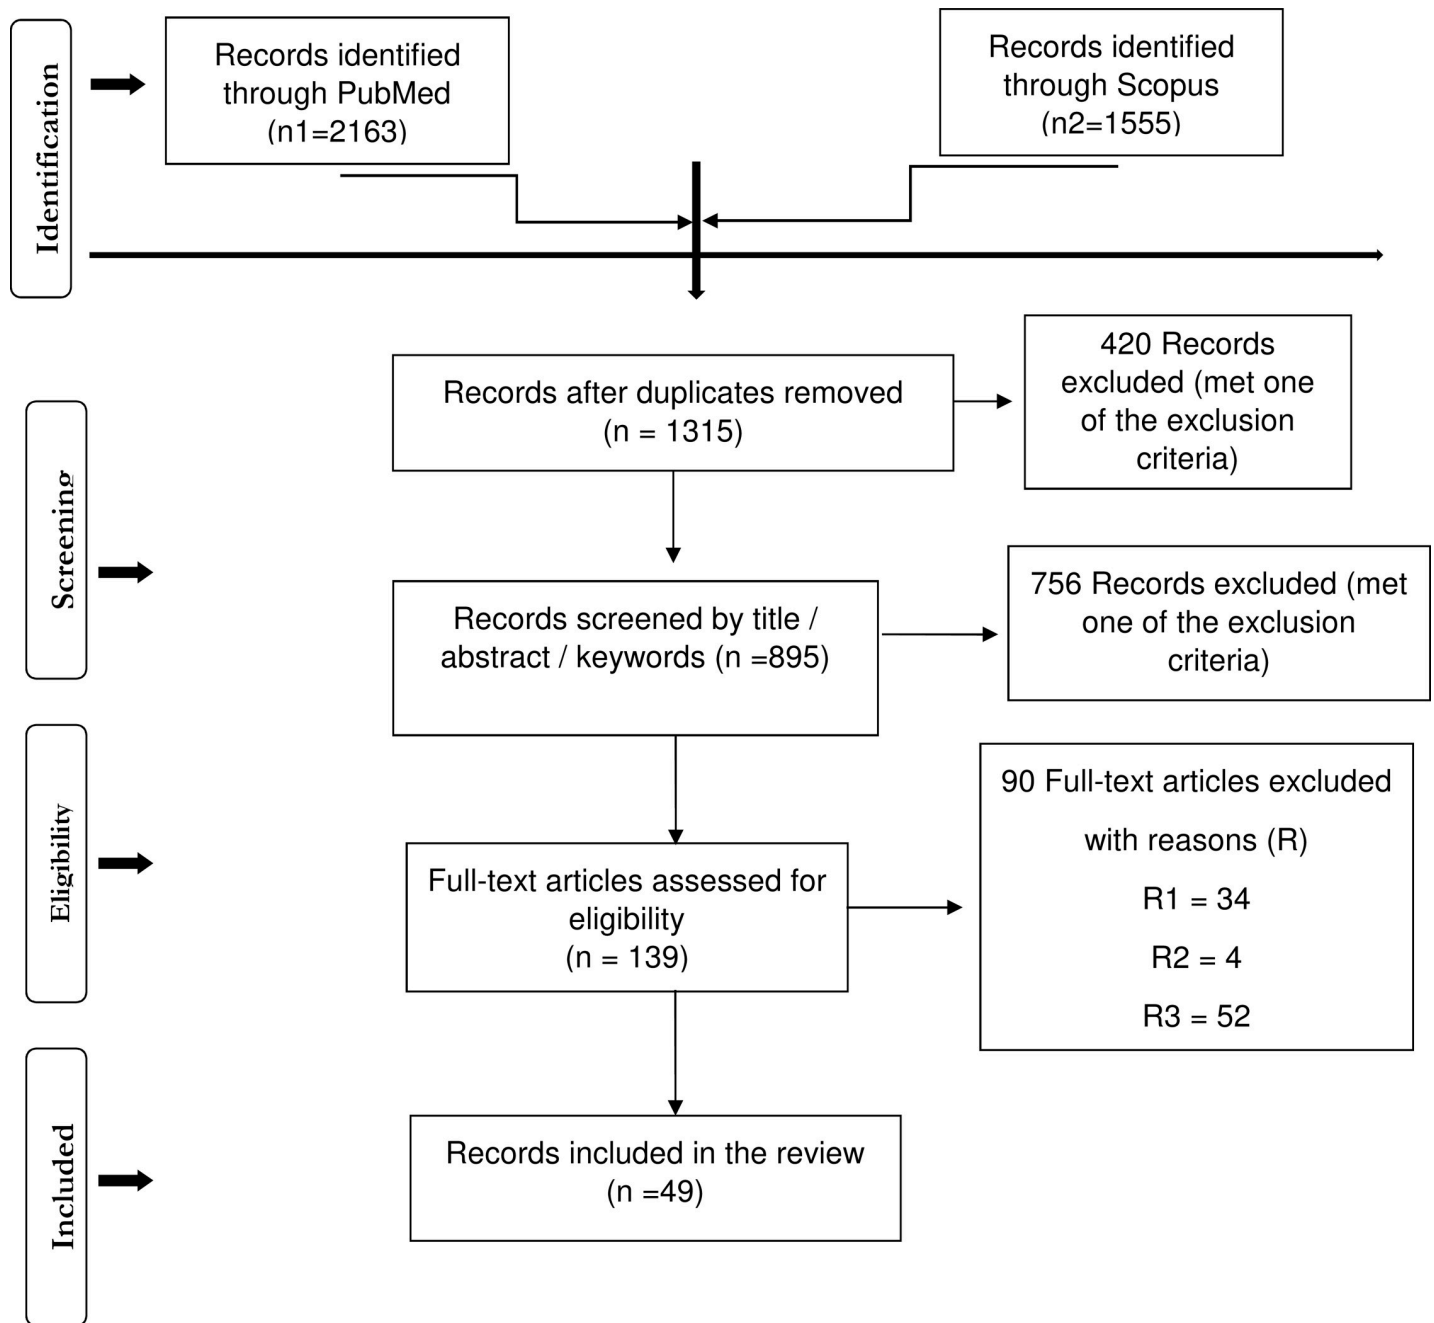 Identification
Records identified
through PubMed
(n1=2163)
Records identified
through Scopus
(n2=1555)
Records after duplicates removed
(n = 1315)
420 Records
excluded (met one
of the exclusion
criteria)
Screening
Records screened by title /
abstract / keywords (n =895)
756 Records excluded (met
one of the exclusion
criteria)
Eligibility
Full-text articles assessed for
eligibility
(n = 139)
90 Full-text articles excluded
with reasons (R)
R1 = 34
R2 = 4
R3 = 52
Included
Records included in the review
(n =49)